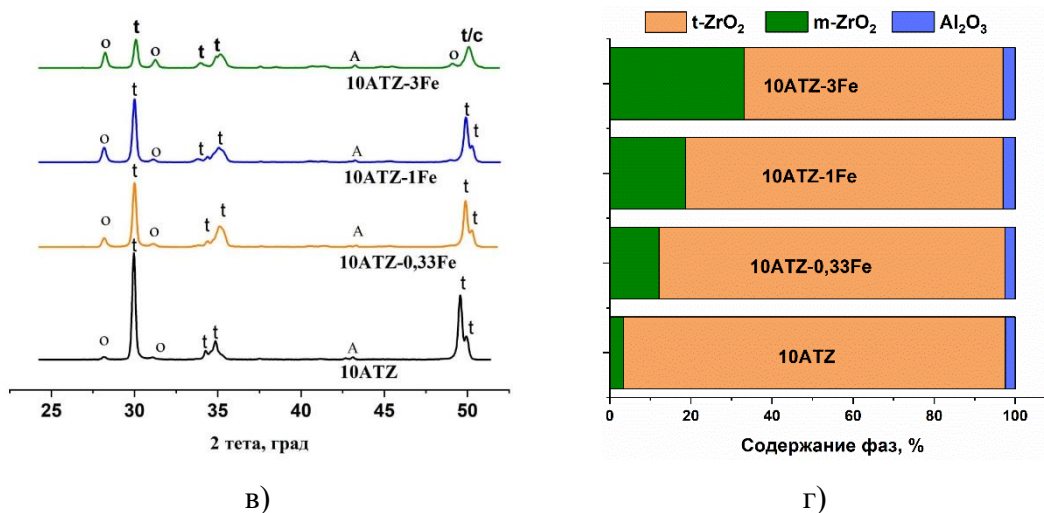 t
t/c
o
o
t
t
A
o
10ATZ-3Fe
t
t
o
o
t
t
A
t
10ATZ-1Fe
t
t
o
o
t
t
A
t
10ATZ-0,33Fe
t
t
o
o
t
t
A
t
10ATZ
25 30 35 40 45 50
2 тета, град
в)
t-ZrO₂ m-ZrO₂ Al₂O₃
10ATZ-3Fe
10ATZ-1Fe
10ATZ-0,33Fe
10ATZ
0 20 40 60 80 100
Содержание фаз, %
г)